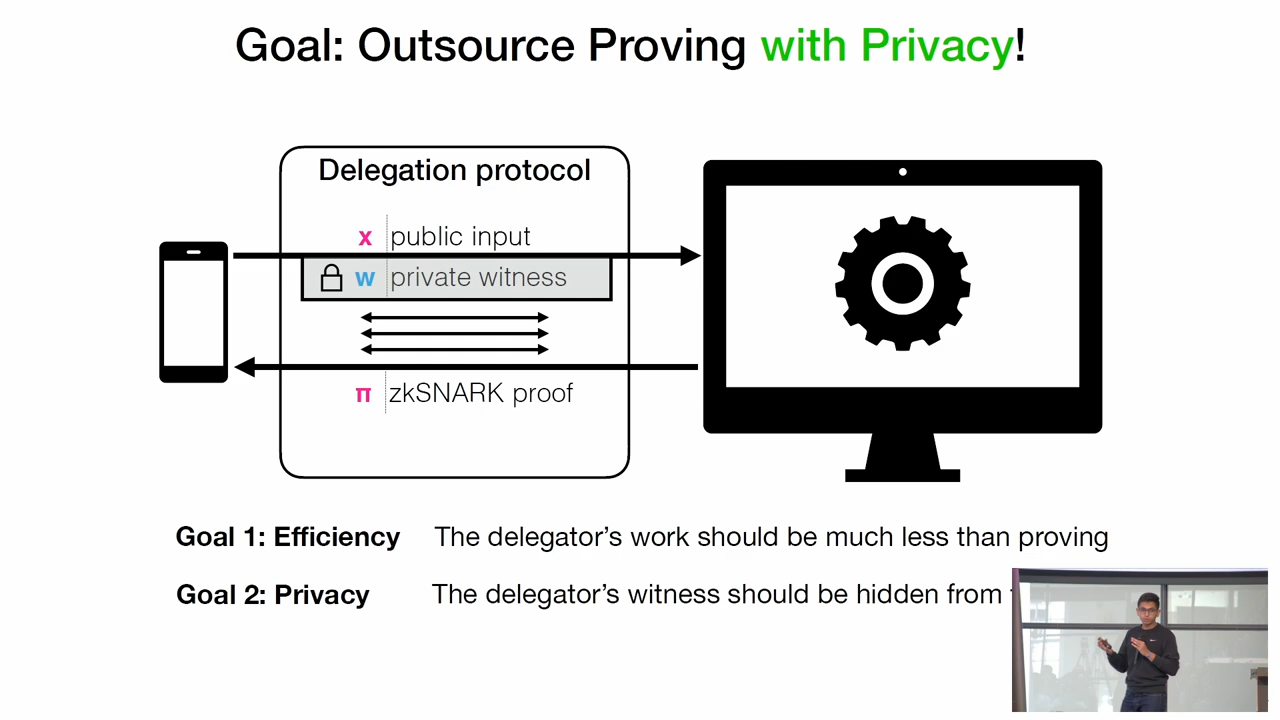 Goal: Outsource Proving with Privacy!
Delegation protocol
x public input
w private witness
π zkSNARK proof
Goal 1: Efficiency The delegator's work should be much less than proving
Goal 2: Privacy The delegator's witness should be hidden from